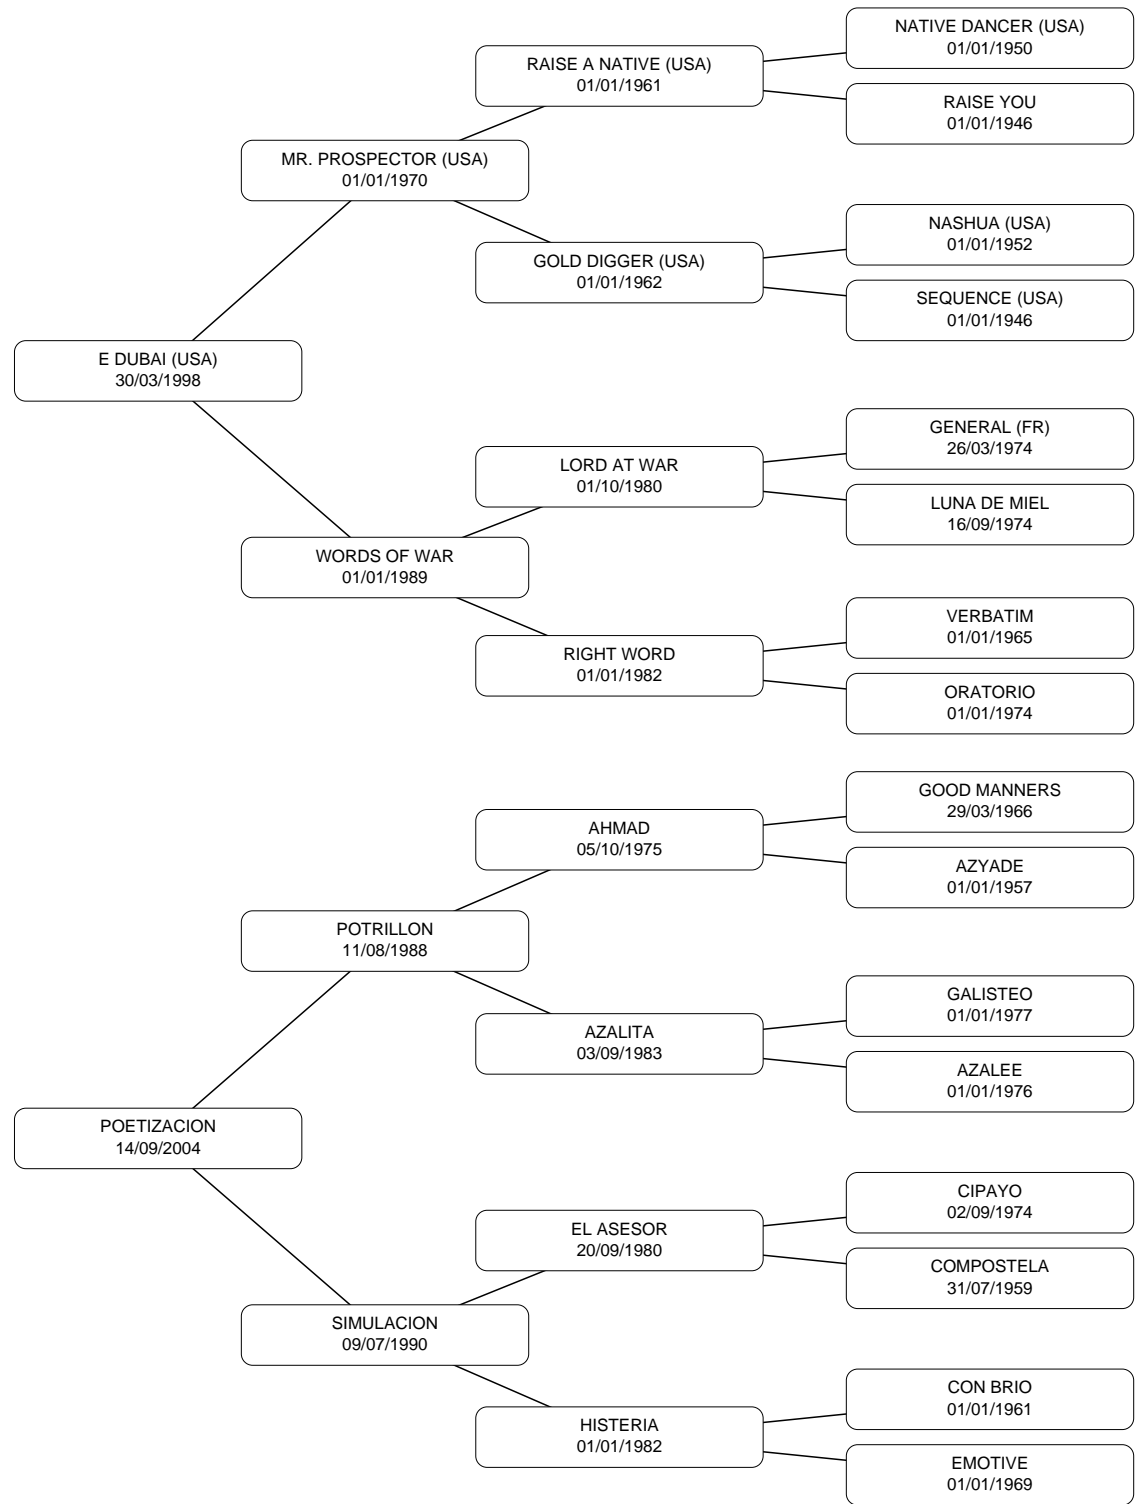 NATIVE DANCER (USA)
01/01/1950
RAISE A NATIVE (USA)
01/01/1961
RAISE YOU
01/01/1946
MR. PROSPECTOR (USA)
01/01/1970
NASHUA (USA)
01/01/1952
GOLD DIGGER (USA)
01/01/1962
SEQUENCE (USA)
01/01/1946
E DUBAI (USA)
30/03/1998
GENERAL (FR)
26/03/1974
LORD AT WAR
01/10/1980
LUNA DE MIEL
16/09/1974
WORDS OF WAR
01/01/1989
VERBATIM
01/01/1965
RIGHT WORD
01/01/1982
ORATORIO
01/01/1974
GOOD MANNERS
29/03/1966
AHMAD
05/10/1975
AZYADE
01/01/1957
POTRILLON
11/08/1988
GALISTEO
01/01/1977
AZALITA
03/09/1983
AZALEE
01/01/1976
POETIZACION
14/09/2004
CIPAYO
02/09/1974
EL ASESOR
20/09/1980
COMPOSTELA
31/07/1959
SIMULACION
09/07/1990
CON BRIO
01/01/1961
HISTERIA
01/01/1982
EMOTIVE
01/01/1969